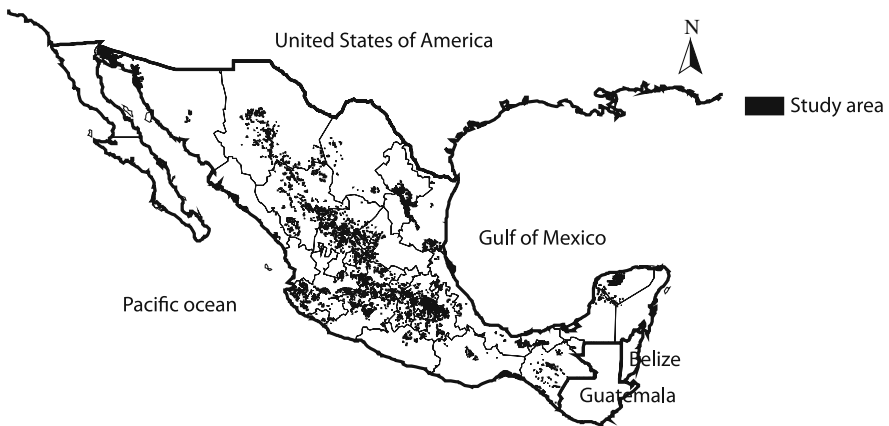 United States of America
N
Study area
Gulf of Mexico
Pacific ocean
Belize
Guatemala